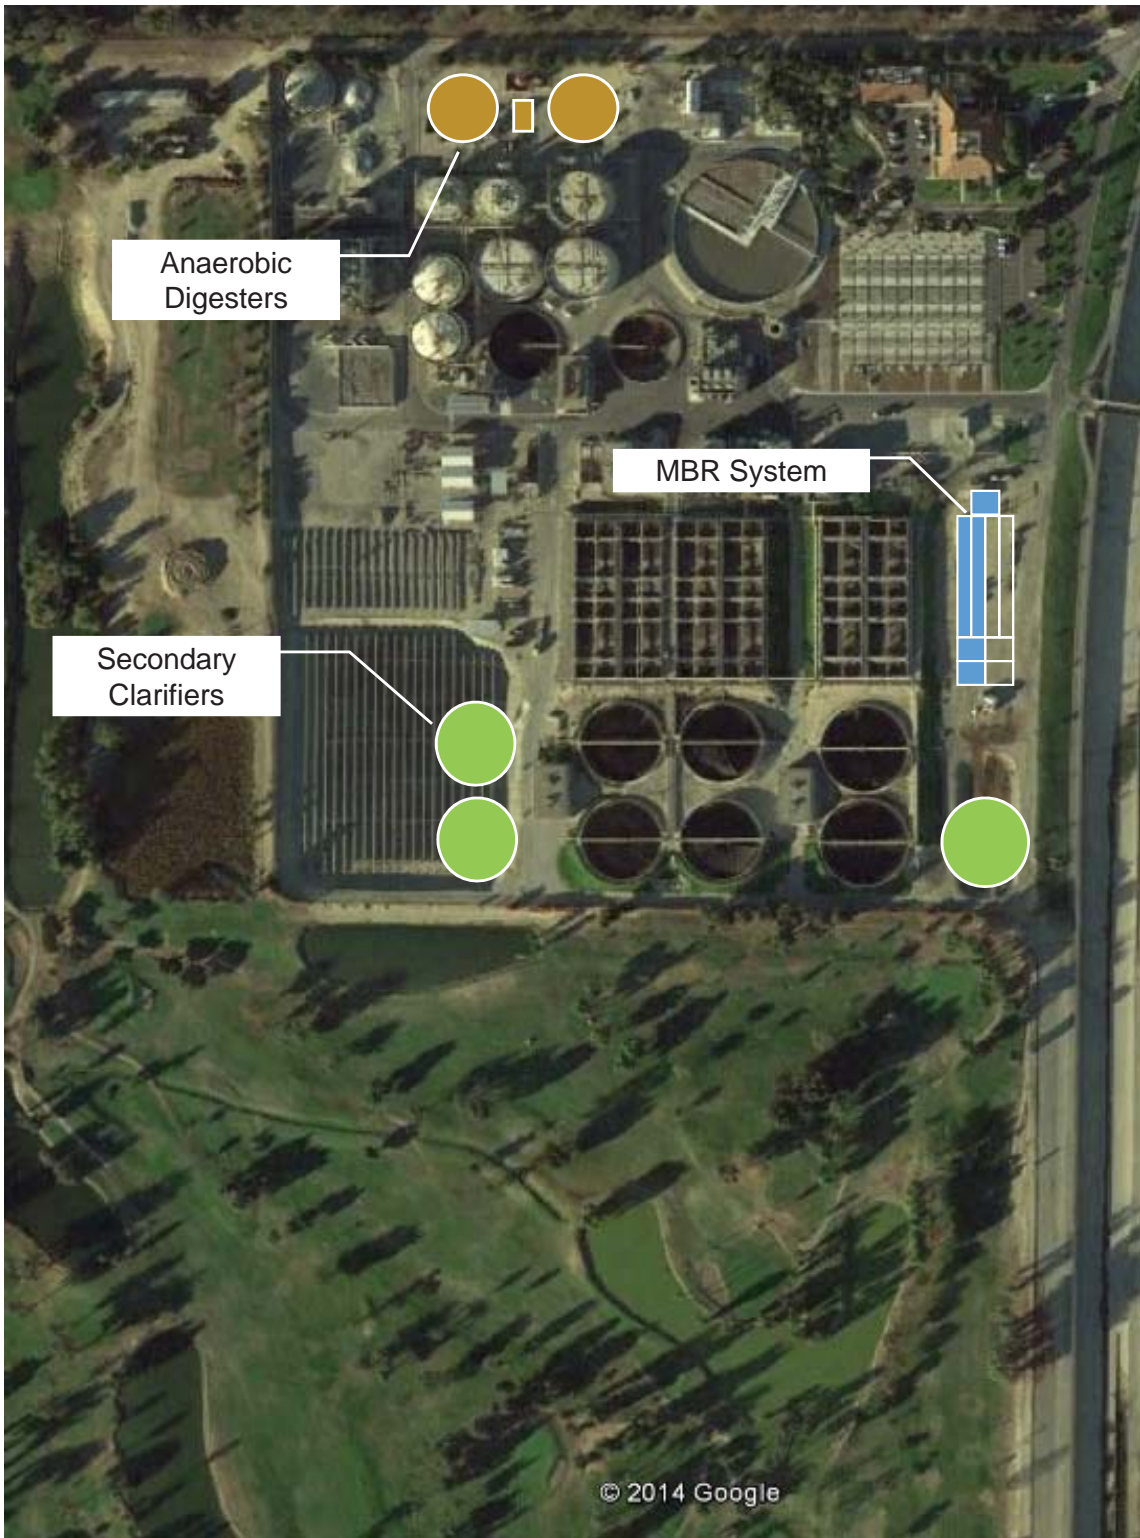 Anaerobic
Digesters
MBR System
Secondary
Clarifiers
© 2014 Google